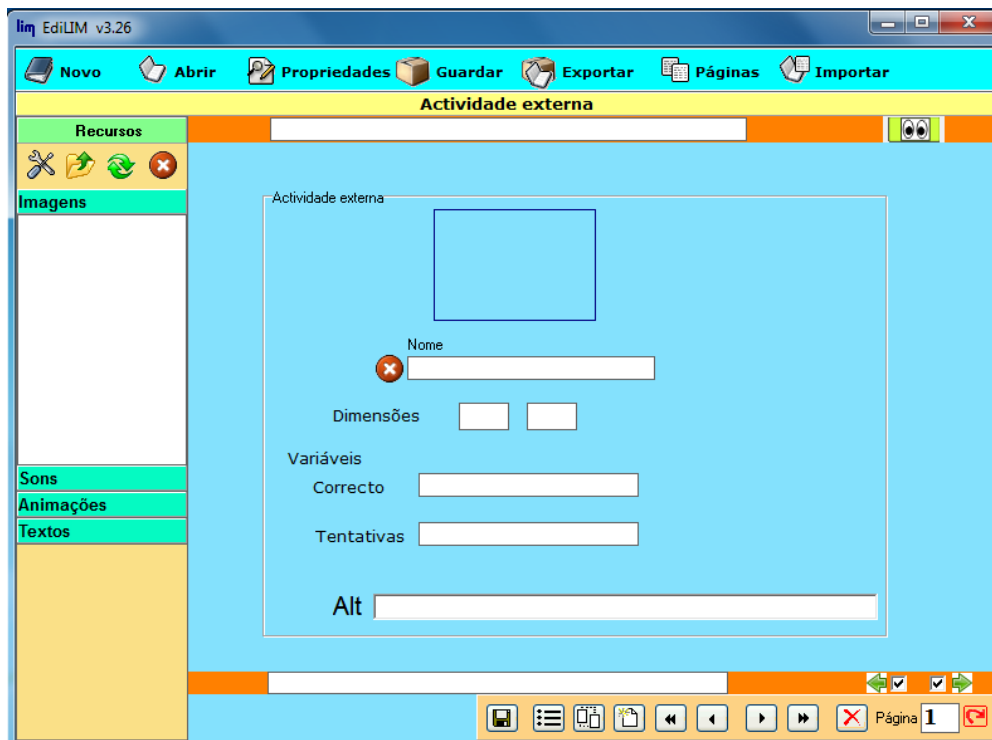 lim EdiLIM v3.26
Novo Abrir Propriedades Guardar Exportar Páginas Importar
Actividade externa
Recursos
Imagens
Actividade externa
Nome
Dimensões
Variáveis
Correcto
Sons
Animações
Textos
Tentativas
Alt
Página 1